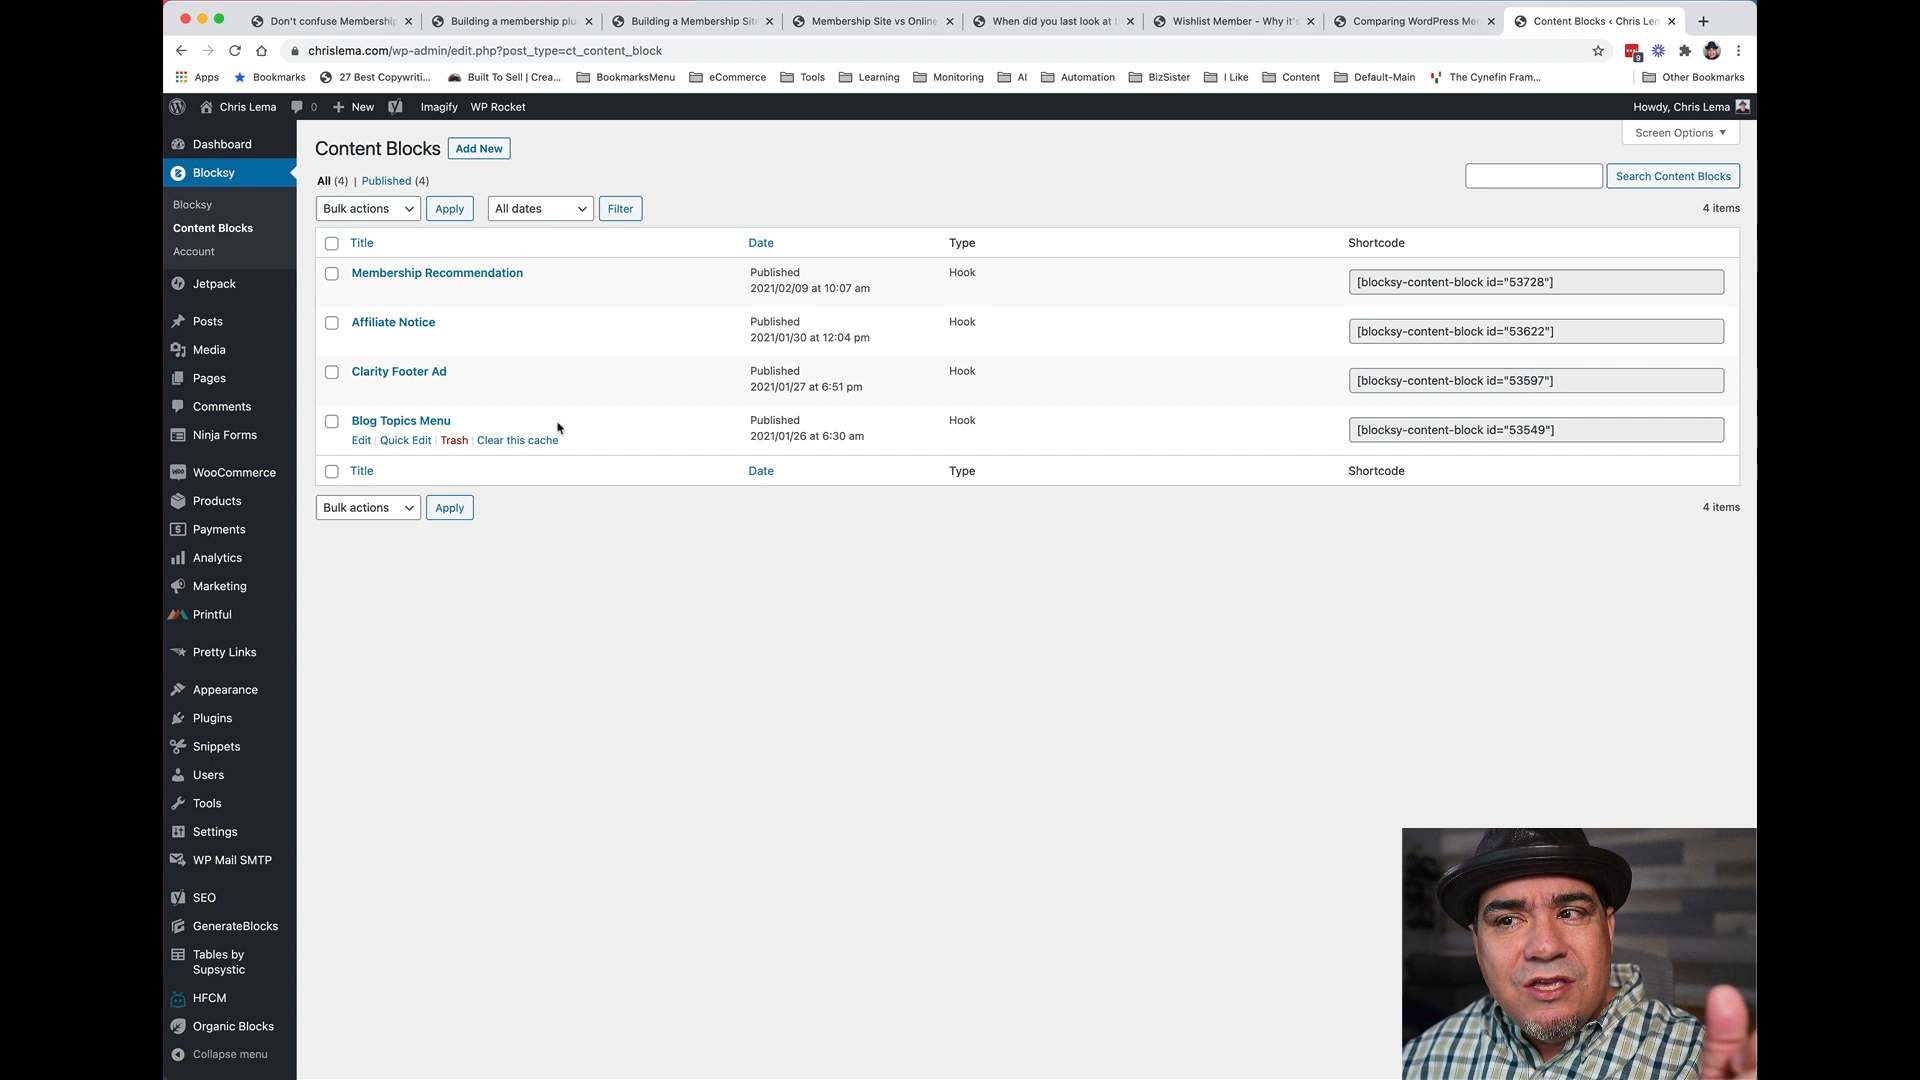 Don't confuse Membership
Building a membership plu
Building a Membership Sit
Membership Site vs Online
When did you last look at t
Wishlist Member - Why it's
Comparing WordPress Mem
Content Blocks ‹ Chris Lem
chrislema.com/wp-admin/edit.php?post_type=ct_content_block
Apps
Bookmarks
27 Best Copywriti...
Built To Sell | Crea...
BookmarksMenu
eCommerce
Tools
Learning
Monitoring
AI
Automation
BizSister
I Like
Content
Default-Main
The Cynefin Fram...
Other Bookmarks
Chris Lema
0
New
Imagify
WP Rocket
Howdy, Chris Lema
Dashboard
Blocksy
Blocksy
Content Blocks
Account
Jetpack
Posts
Media
Pages
Comments
Ninja Forms
WooCommerce
Products
Payments
Analytics
Marketing
Printful
Pretty Links
Appearance
Plugins
Snippets
Users
Tools
Settings
WP Mail SMTP
SEO
GenerateBlocks
Tables by
Supsystic
HFCM
Organic Blocks
Collapse menu
Screen Options
Content Blocks
Add New
All (4) | Published (4)
Search Content Blocks
Bulk actions
Apply
All dates
Filter
4 items
Title
Date
Type
Shortcode
Membership Recommendation
Published
2021/02/09 at 10:07 am
Hook
[blocksy-content-block id="53728"]
Affiliate Notice
Published
2021/01/30 at 12:04 pm
Hook
[blocksy-content-block id="53622"]
Clarity Footer Ad
Published
2021/01/27 at 6:51 pm
Hook
[blocksy-content-block id="53597"]
Blog Topics Menu
Edit | Quick Edit | Trash | Clear this cache
Published
2021/01/26 at 6:30 am
Hook
[blocksy-content-block id="53549"]
Title
Date
Type
Shortcode
Bulk actions
Apply
4 items